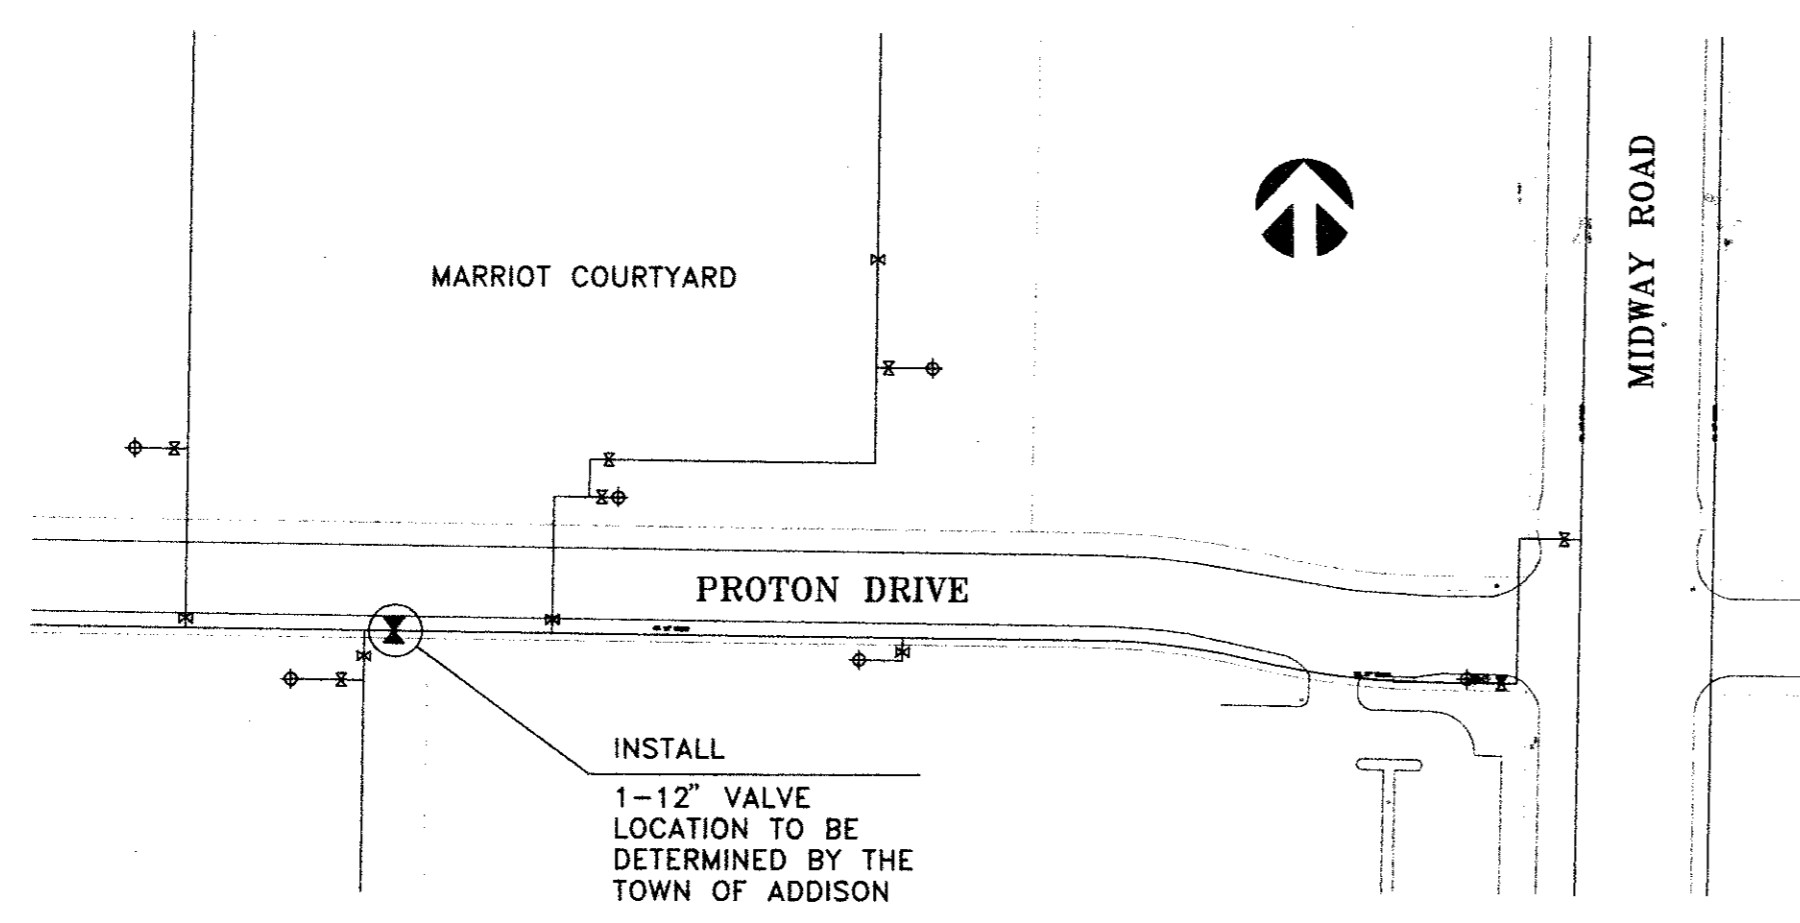 MIDWAY ROAD
MARRIOT COURTYARD
PROTON DRIVE
INSTALL
1-12" VALVE
LOCATION TO BE
DETERMINED BY THE
TOWN OF ADDISON